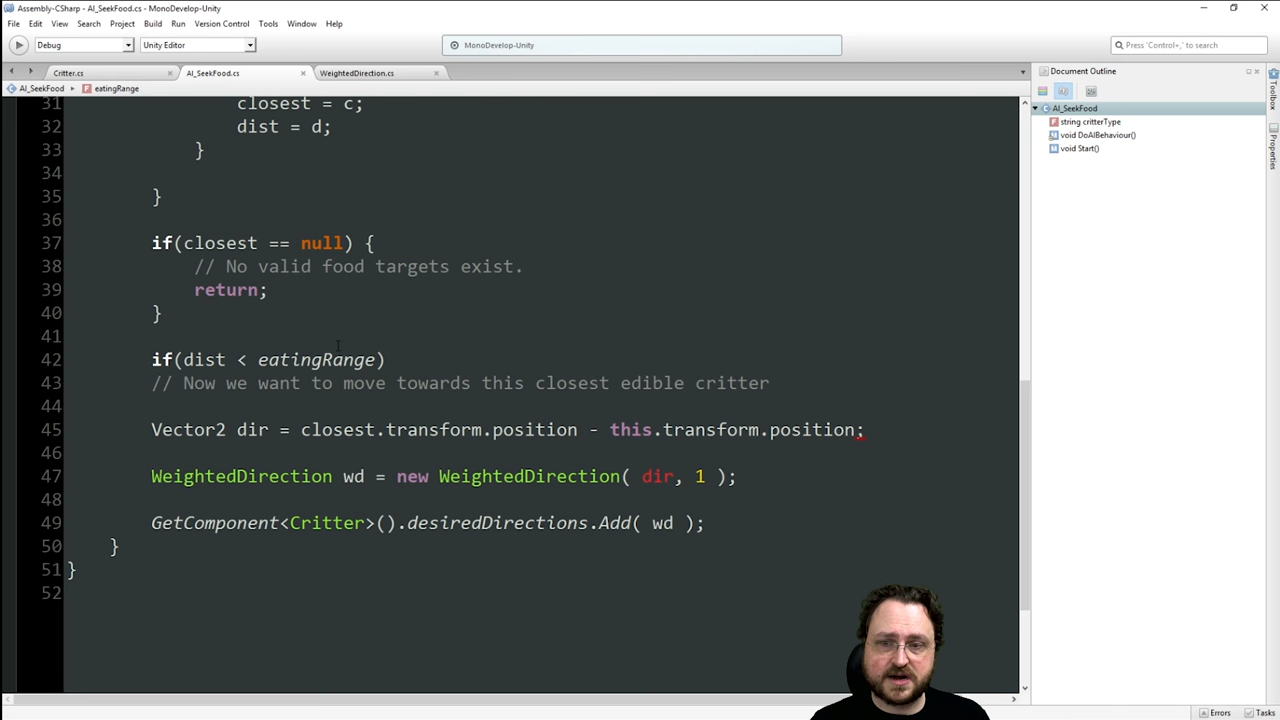 Assembly-CSharp - AI_SeekFood.cs - MonoDevelop-Unity
File Edit View Search Project Build Run Version Control Tools Window Help
Debug Unity Editor MonoDevelop-Unity Press 'Control+,' to search
Critter.cs AI_SeekFood.cs WeightedDirection.cs
AI_SeekFood eatingRange
Document Outline
AI_SeekFood
string critterType
void DoAIBehaviour()
void Start()
Toolbox
Properties
31 closest = c;
32 dist = d;
33 }
34
35 }
36
37 if(closest == null) {
38 // No valid food targets exist.
39 return;
40 }
41
42 if(dist < eatingRange)
43 // Now we want to move towards this closest edible critter
44
45 Vector2 dir = closest.transform.position - this.transform.position;
46
47 WeightedDirection wd = new WeightedDirection( dir, 1 );
48
49 GetComponent<Critter>().desiredDirections.Add( wd );
50 }
51 }
52
Errors Tasks